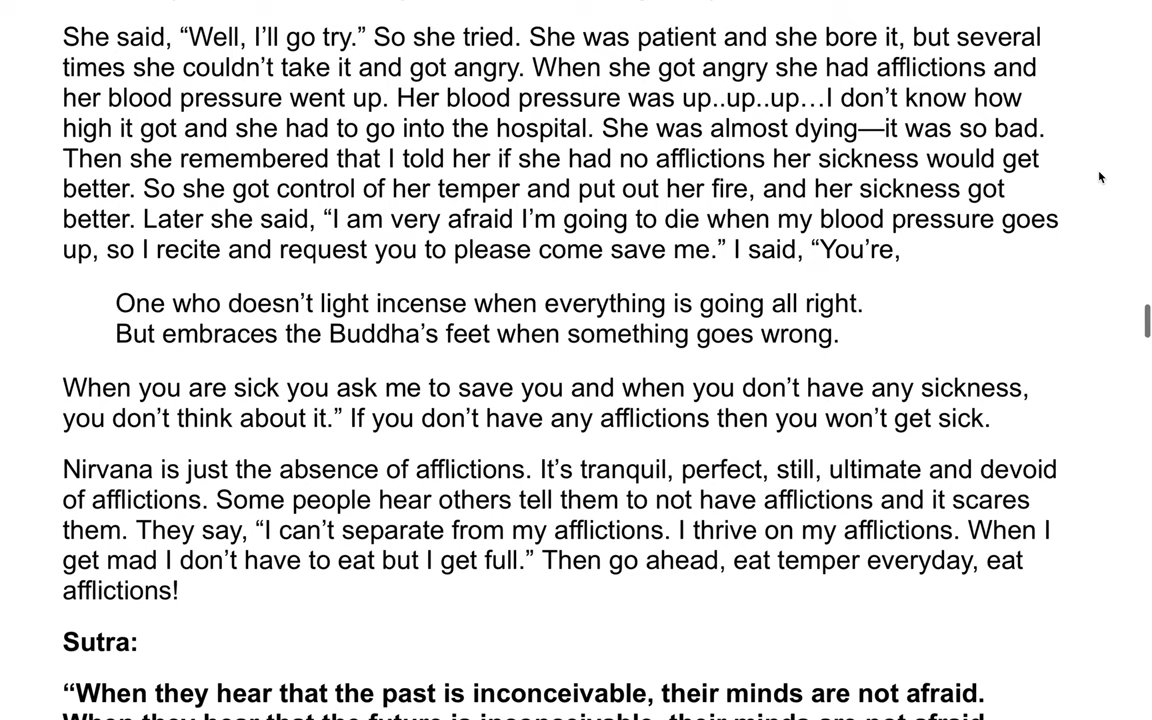 She said, “Well, I’ll go try.” So she tried. She was patient and she bore it, but several
times she couldn’t take it and got angry. When she got angry she had afflictions and
her blood pressure went up. Her blood pressure was up..up..up…I don’t know how
high it got and she had to go into the hospital. She was almost dying—it was so bad.
Then she remembered that I told her if she had no afflictions her sickness would get
better. So she got control of her temper and put out her fire, and her sickness got
better. Later she said, “I am very afraid I’m going to die when my blood pressure goes
up, so I recite and request you to please come save me.” I said, “You’re,
One who doesn’t light incense when everything is going all right.
But embraces the Buddha’s feet when something goes wrong.
When you are sick you ask me to save you and when you don’t have any sickness,
you don’t think about it.” If you don’t have any afflictions then you won’t get sick.
Nirvana is just the absence of afflictions. It’s tranquil, perfect, still, ultimate and devoid
of afflictions. Some people hear others tell them to not have afflictions and it scares
them. They say, “I can’t separate from my afflictions. I thrive on my afflictions. When I
get mad I don’t have to eat but I get full.” Then go ahead, eat temper everyday, eat
afflictions!
Sutra:
“When they hear that the past is inconceivable, their minds are not afraid.
When they hear that the future is inconceivable, their minds are not afraid.